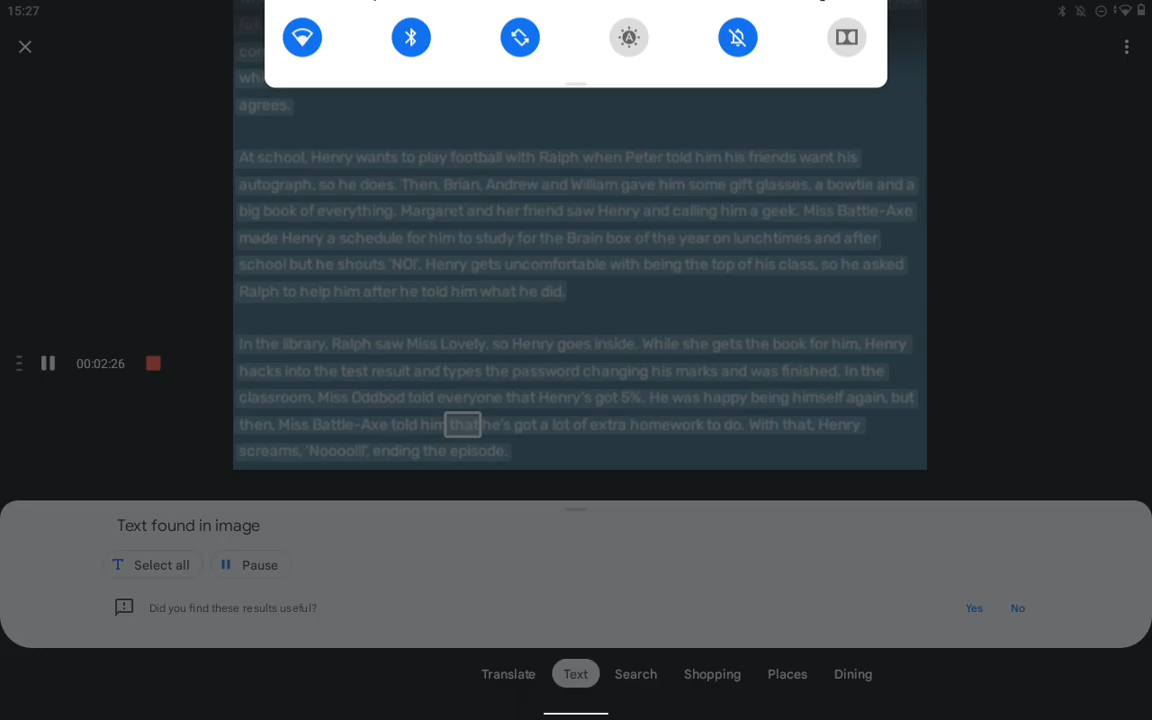 15:27
agrees.
At school, Henry wants to play football with Ralph when Peter told him his friends want his
autograph, so he does. Then, Brian, Andrew and William gave him some gift glasses, a bowtie and a
big book of everything. Margaret and her friend saw Henry and calling him a geek. Miss Battle-Axe
made Henry a schedule for him to study for the Brain box of the year on lunchtimes and after
school but he shouts 'NO!'. Henry gets uncomfortable with being the top of his class, so he asked
Ralph to help him after he told him what he did.
In the library, Ralph saw Miss Lovely, so Henry goes inside. While she gets the book for him, Henry
hacks into the test result and types the password changing his marks and was finished. In the
00:02:26
classroom, Miss Oddbod told everyone that Henry's got 5%. He was happy being himself again, but
then, Miss Battle-Axe told him that he's got a lot of extra homework to do. With that, Henry
screams, 'Noooo!!!', ending the episode.
Text found in image
Select all
Pause
Did you find these results useful?
Yes
No
Translate
Text
Search
Shopping
Places
Dining